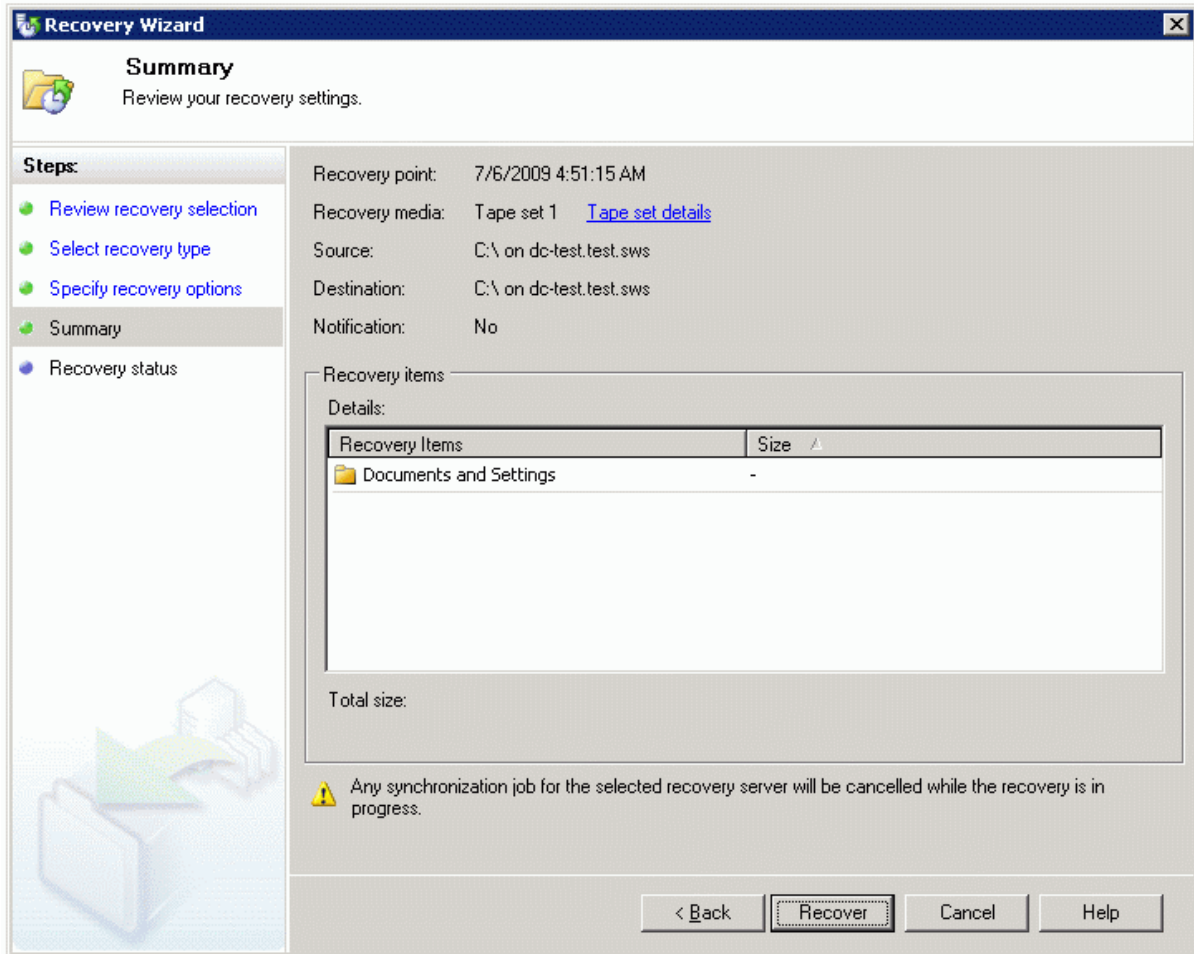 Recovery Wizard
Summary
Review your recovery settings.
Steps:
Review recovery selection
Select recovery type
Specify recovery options
Summary
Recovery status
Recovery point: 7/6/2009 4:51:15 AM
Recovery media: Tape set 1 Tape set details
Source: C:\ on dc-test.test.sws
Destination: C:\ on dc-test.test.sws
Notification: No
Recovery items
Details:
Recovery Items Size
Documents and Settings -
Total size:
Any synchronization job for the selected recovery server will be cancelled while the recovery is in
progress.
< Back Recover Cancel Help